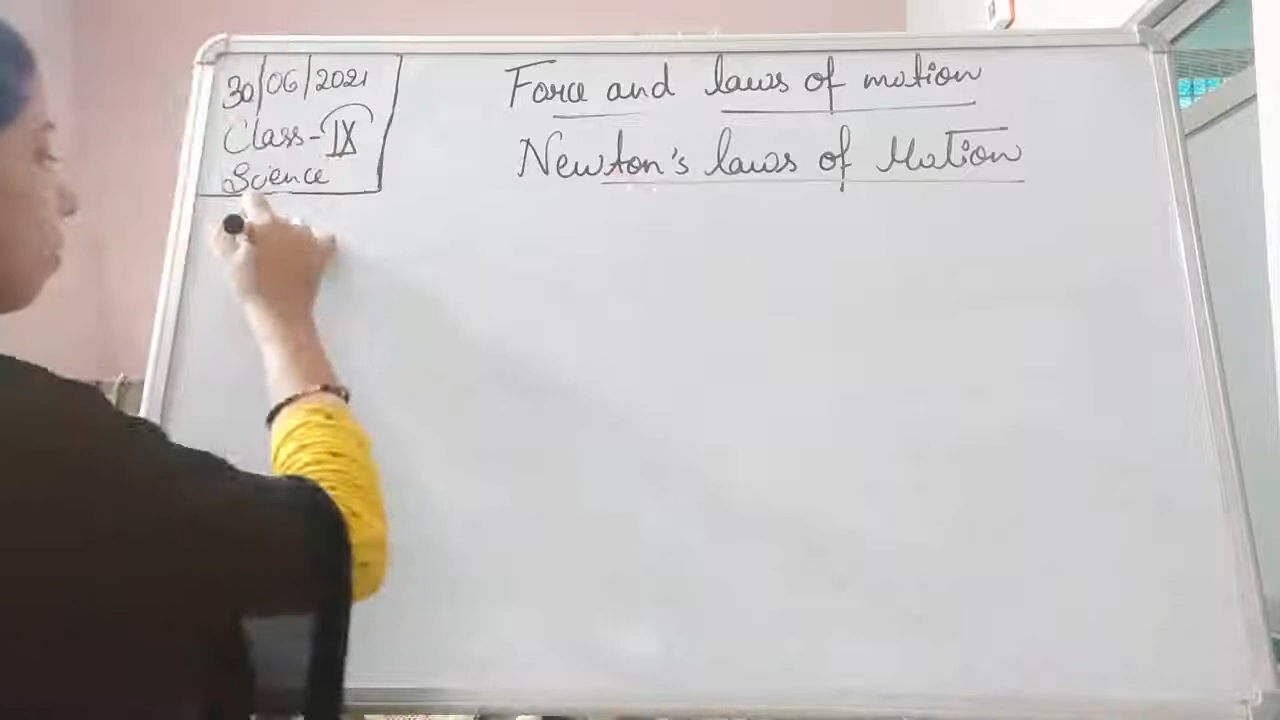 30/06/2021
Class-IX
Science
Force and laws of motion
Newton's laws of Motion